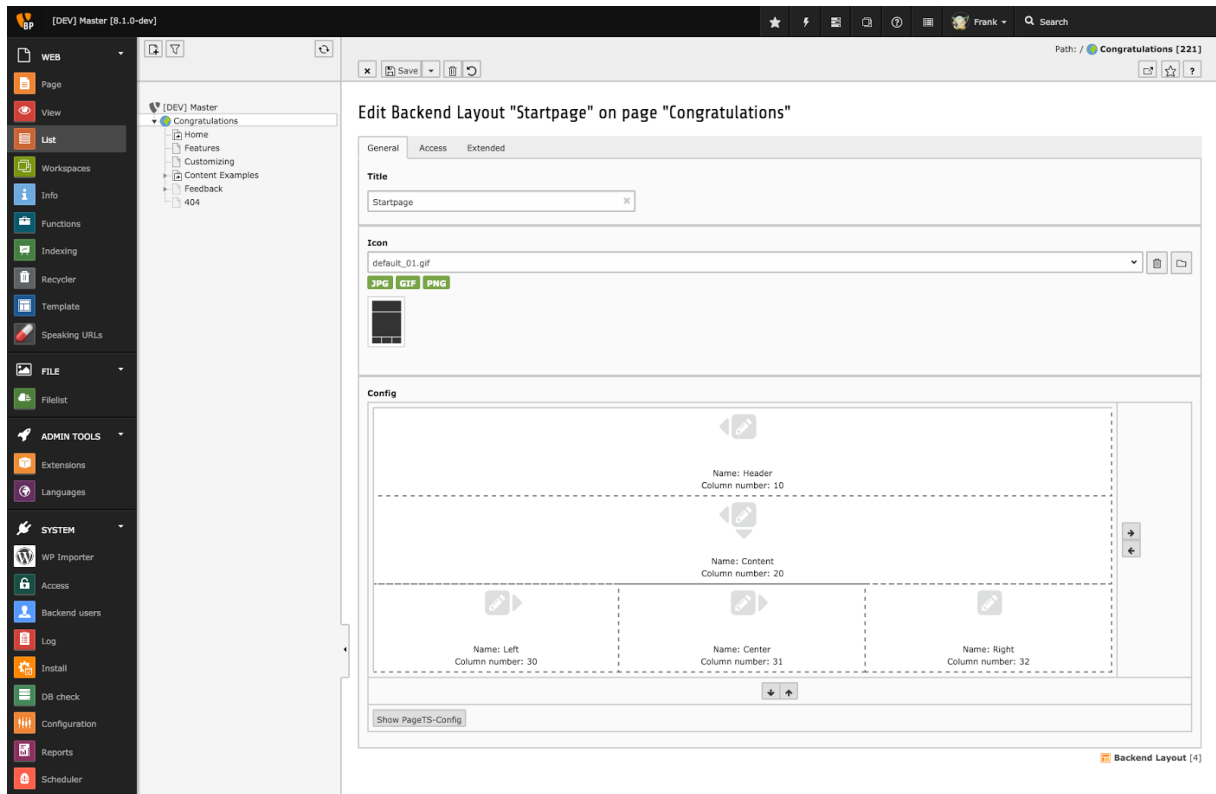 BP
[DEV] Master [8.1.0-dev]
Frank
Search
WEB
Page
View
List
Workspaces
Info
Functions
Indexing
Recycler
Template
Speaking URLs
FILE
Filelist
ADMIN TOOLS
Extensions
Languages
SYSTEM
WP Importer
Access
Backend users
Log
Install
DB check
Configuration
Reports
Scheduler
[DEV] Master
Congratulations
Home
Features
Customizing
Content Examples
Feedback
404
Path: / Congratulations [221]
Save
Edit Backend Layout "Startpage" on page "Congratulations"
General Access Extended
Title
Startpage
Icon
default_01.gif
JPG GIF PNG
Config
Name: Header
Column number: 10
Name: Content
Column number: 20
Name: Left
Column number: 30
Name: Center
Column number: 31
Name: Right
Column number: 32
Show PageTS-Config
Backend Layout [4]